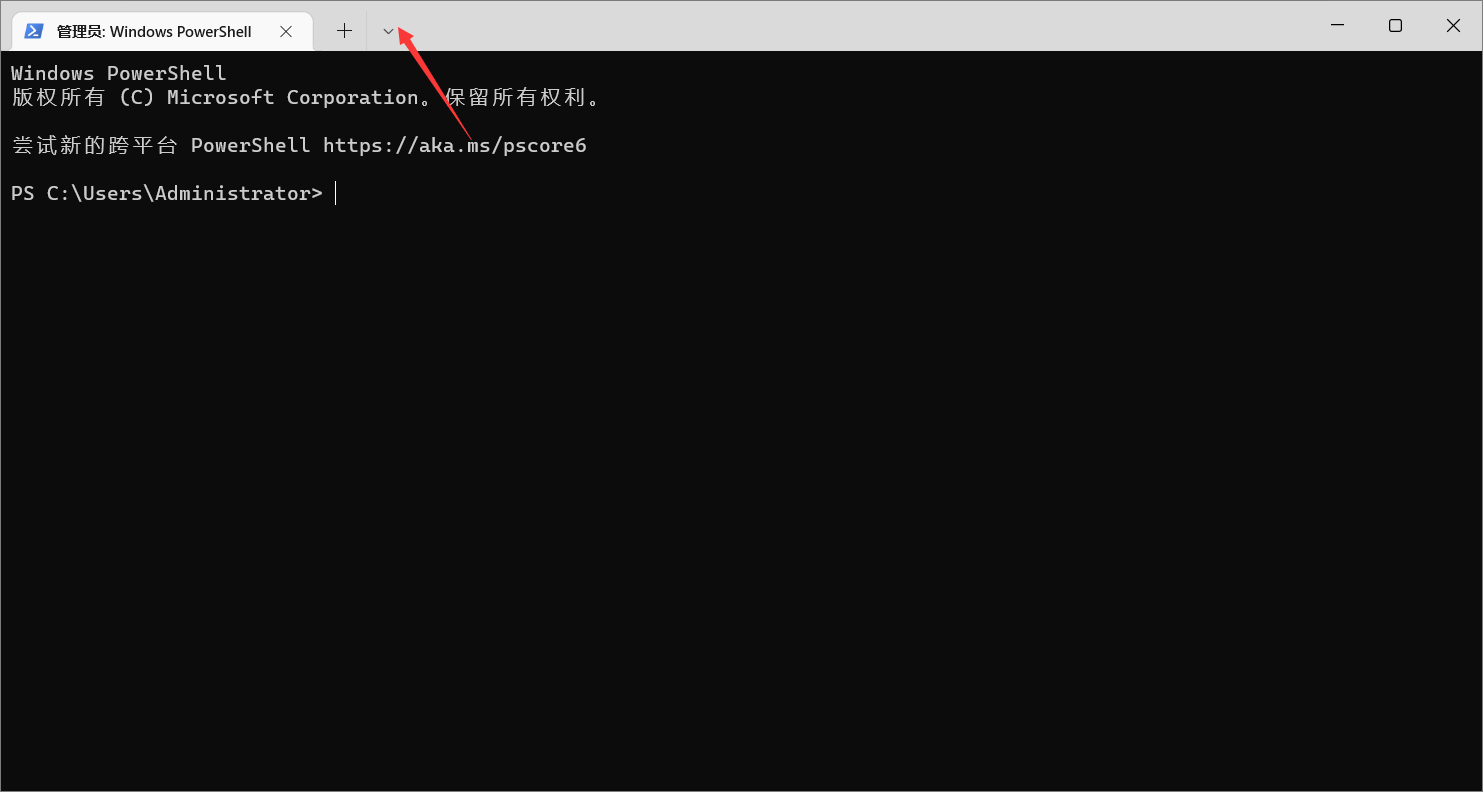 管理员: Windows PowerShell
Windows PowerShell
版权所有 (C) Microsoft Corporation。保留所有权利。
尝试新的跨平台 PowerShell https://aka.ms/pscore6
PS C:\Users\Administrator>